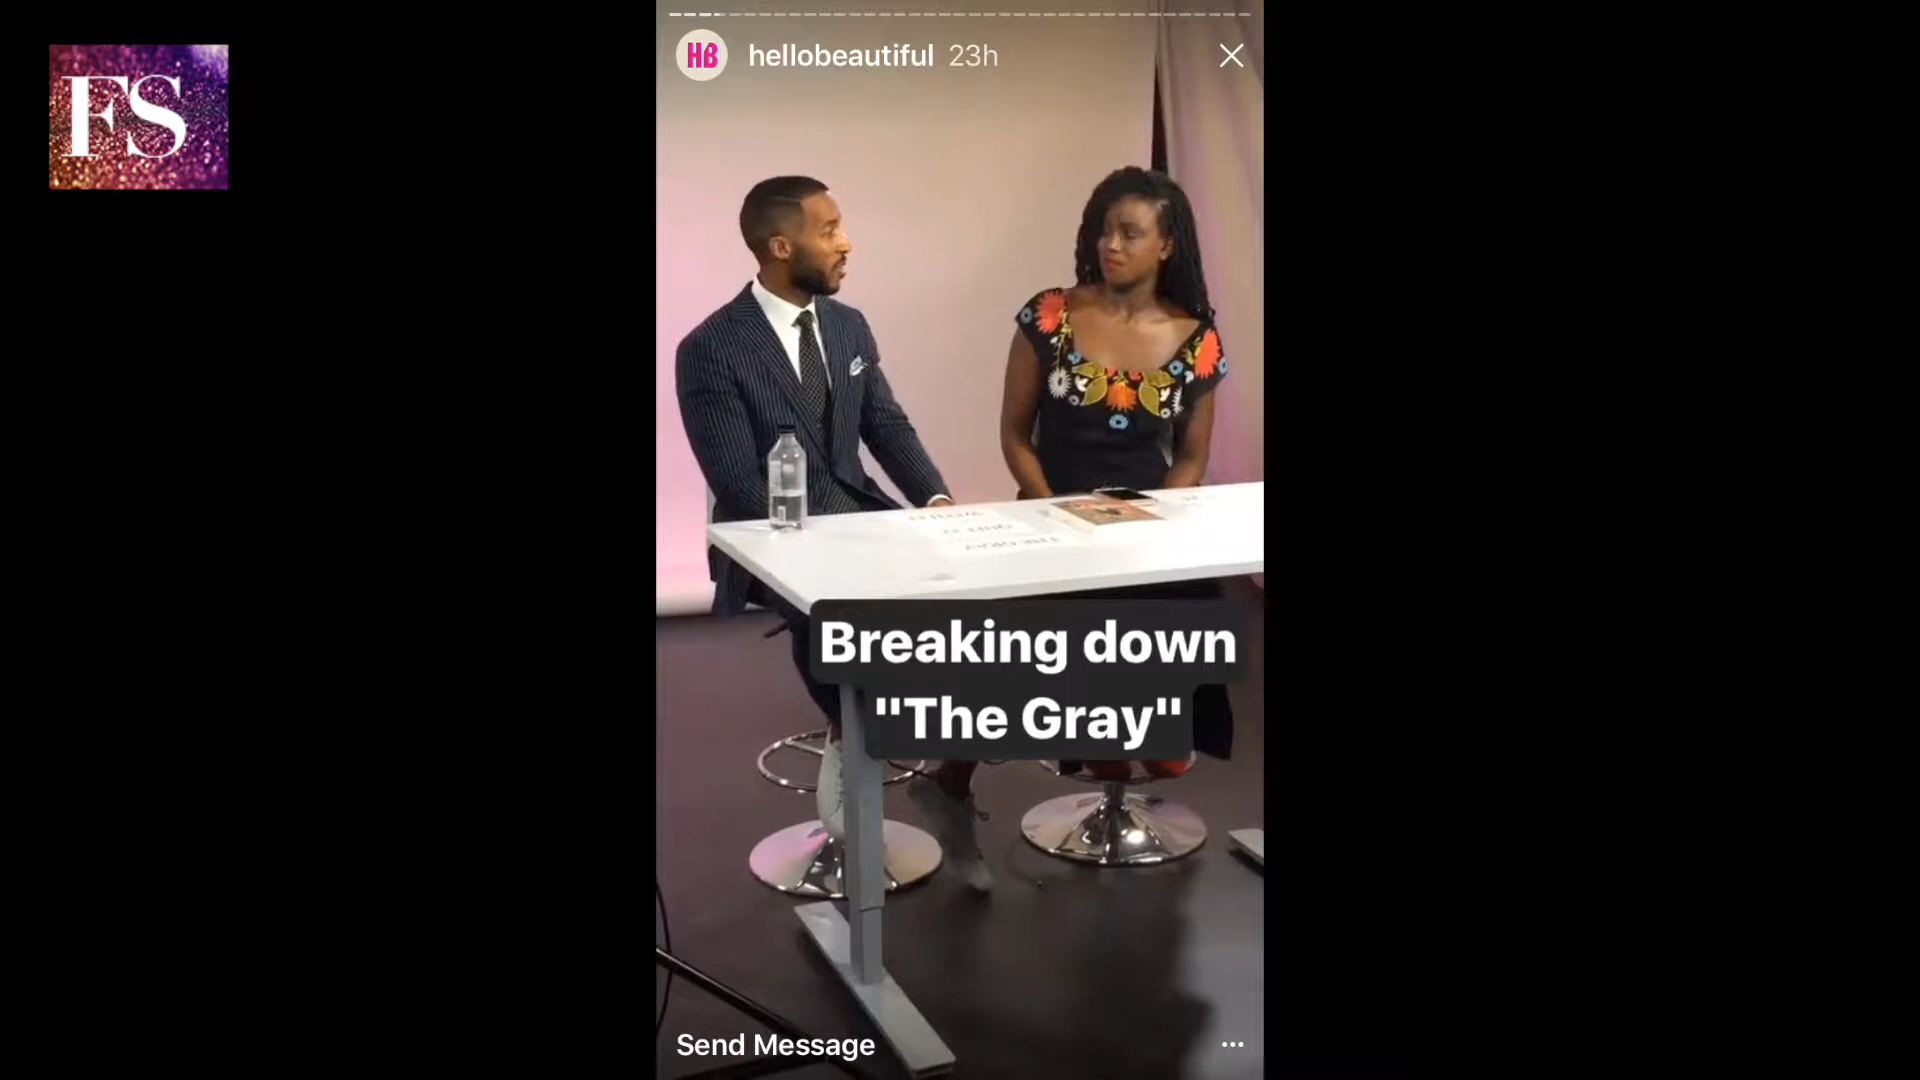 FS
HB hellobeautiful 23h
Breaking down
"The Gray"
Send Message